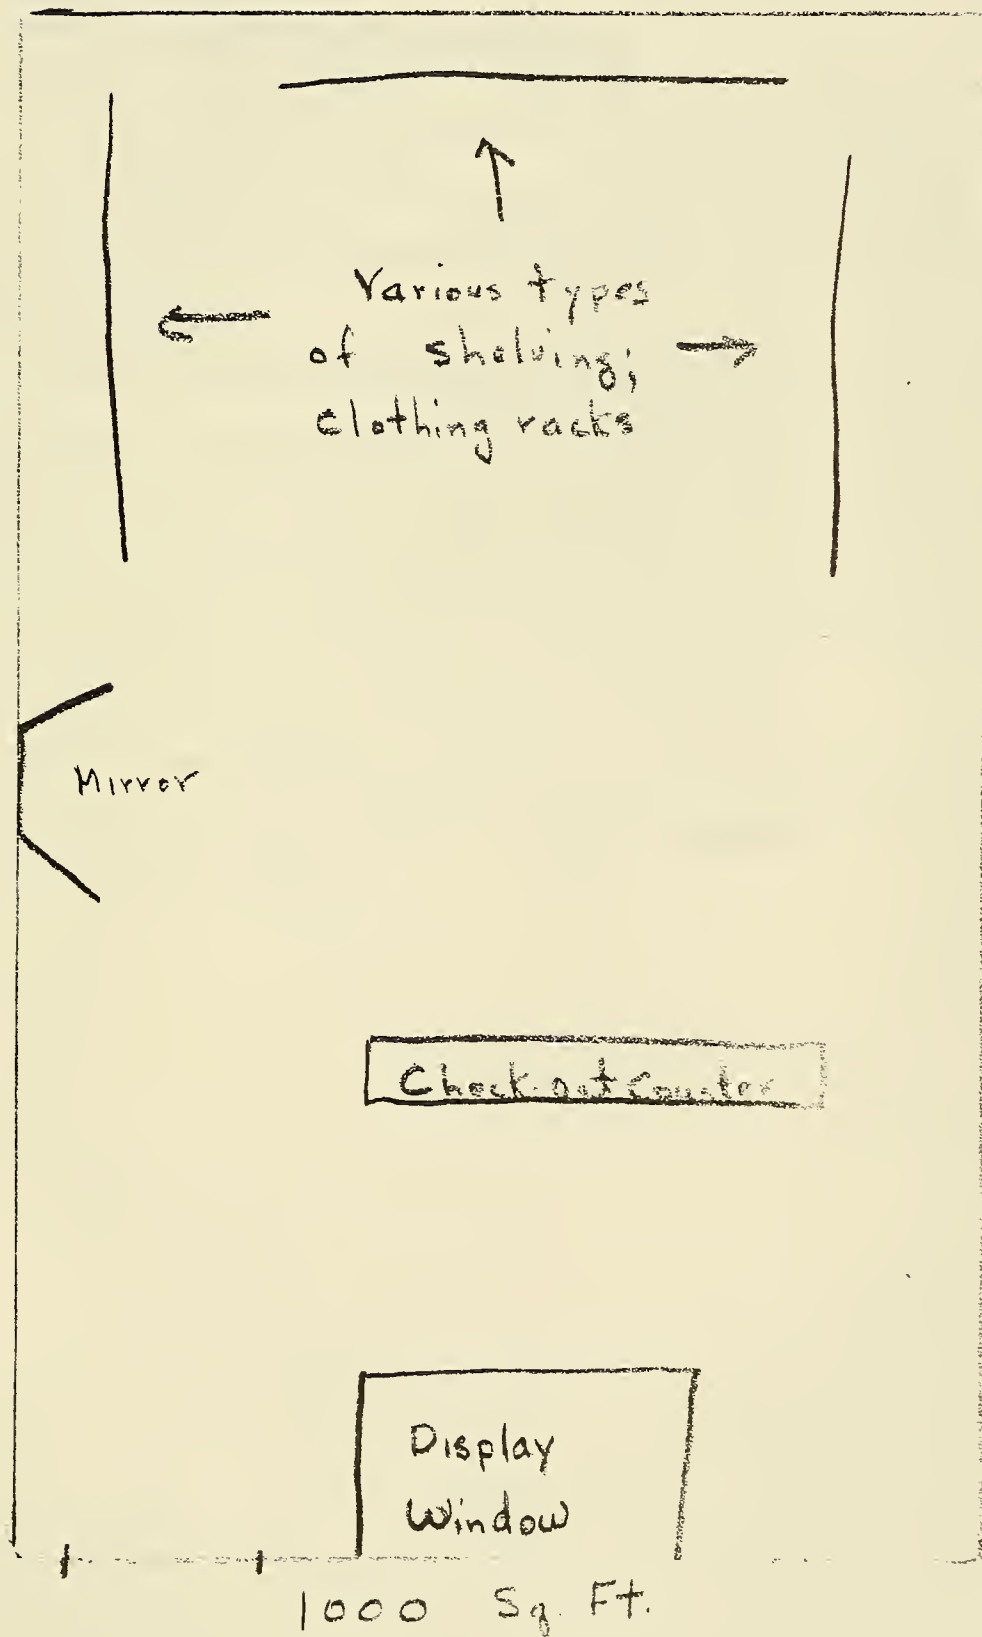 Various types
of shelving;
clothing racks
Mirror
Check-out Counter
Display
Window
1000 Sq. Ft.